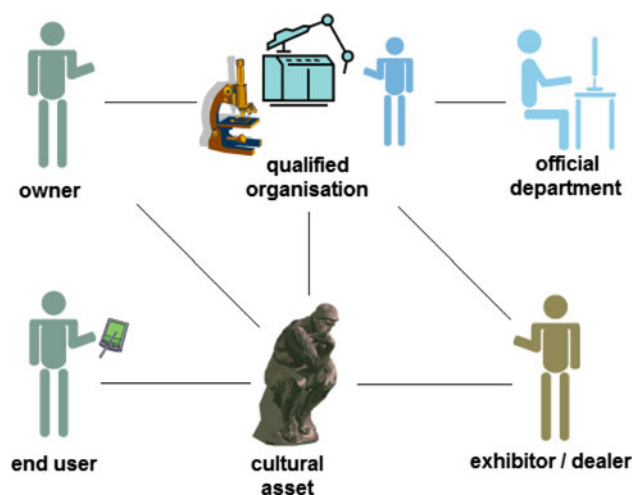 owner
qualified
organisation
official
department
end user
cultural
asset
exhibitor / dealer